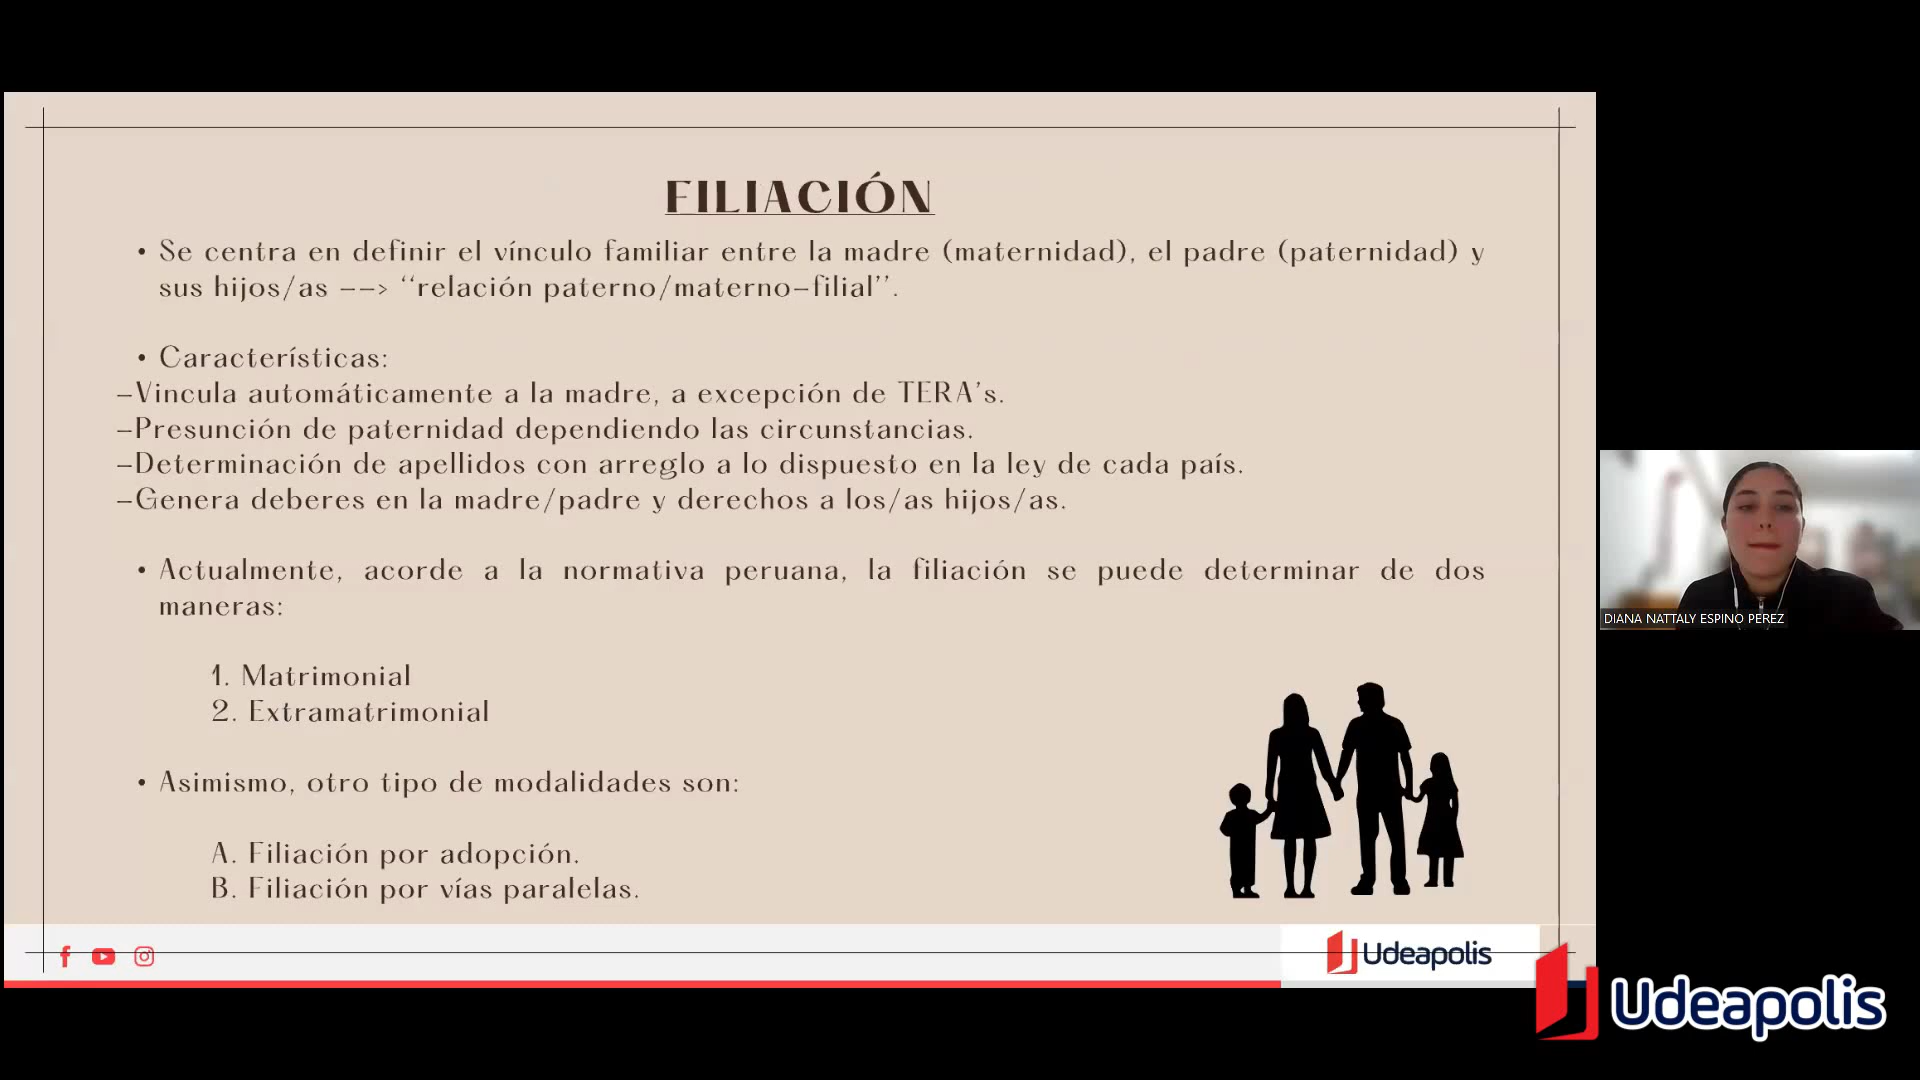 FILIACIÓN
• Se centra en definir el vínculo familiar entre la madre (maternidad), el padre (paternidad) y
sus hijos/as --> ‘‘relación paterno/materno-filial’’.
• Características:
-Vincula automáticamente a la madre, a excepción de TERA's.
-Presunción de paternidad dependiendo las circunstancias.
-Determinación de apellidos con arreglo a lo dispuesto en la ley de cada país.
-Genera deberes en la madre/padre y derechos a los/as hijos/as.
• Actualmente, acorde a la normativa peruana, la filiación se puede determinar de dos
maneras:
1. Matrimonial
2. Extramatrimonial
• Asimismo, otro tipo de modalidades son:
A. Filiación por adopción.
B. Filiación por vías paralelas.
Udeapolis
DIANA NATTALY ESPINO PEREZ
Udeapolis